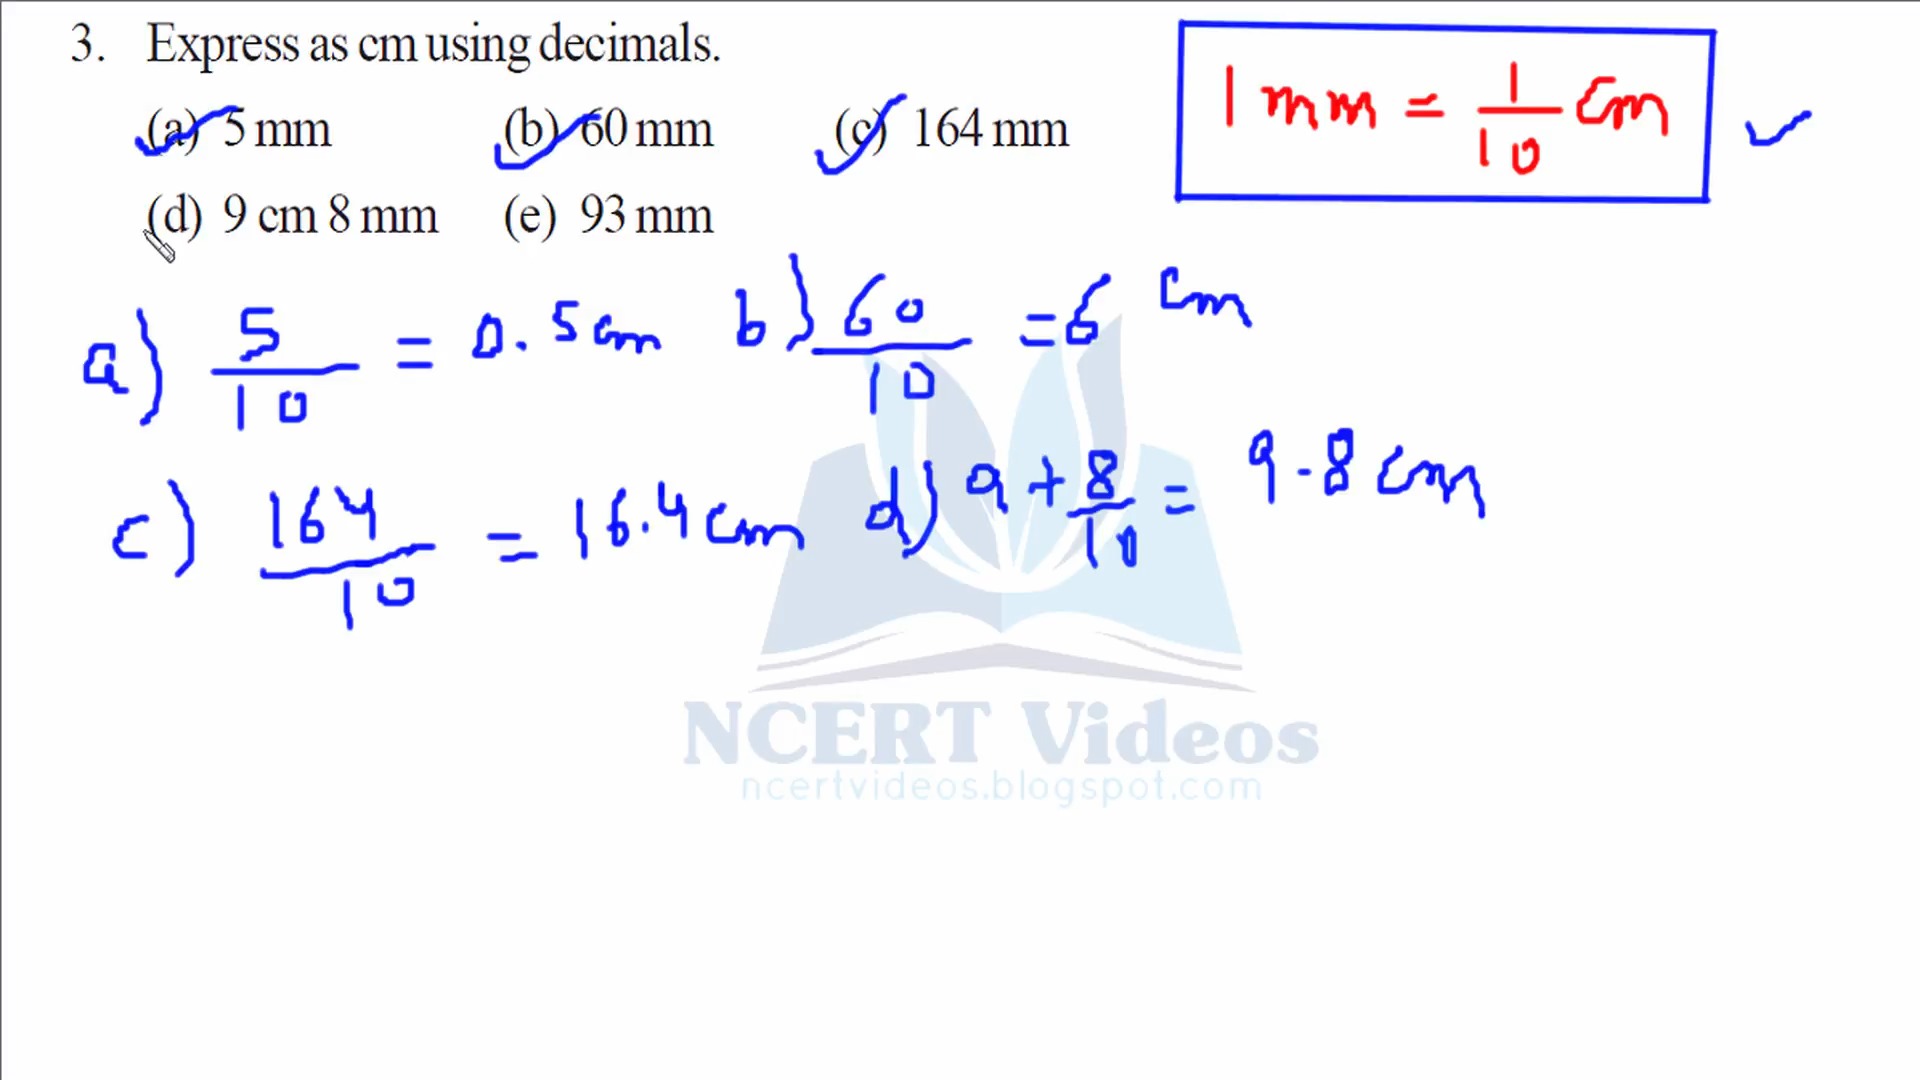 3. Express as cm using decimals.
(a) 5 mm (b) 60 mm (c) 164 mm
(d) 9 cm 8 mm (e) 93 mm
1 mm = 1/10 cm
a) 5/10 = 0.5 cm b) 60/10 = 6 cm
c) 164/10 = 16.4 cm d) 9 + 8/10 = 9.8 cm
NCERT Videos
ncertvideos.blogspot.com